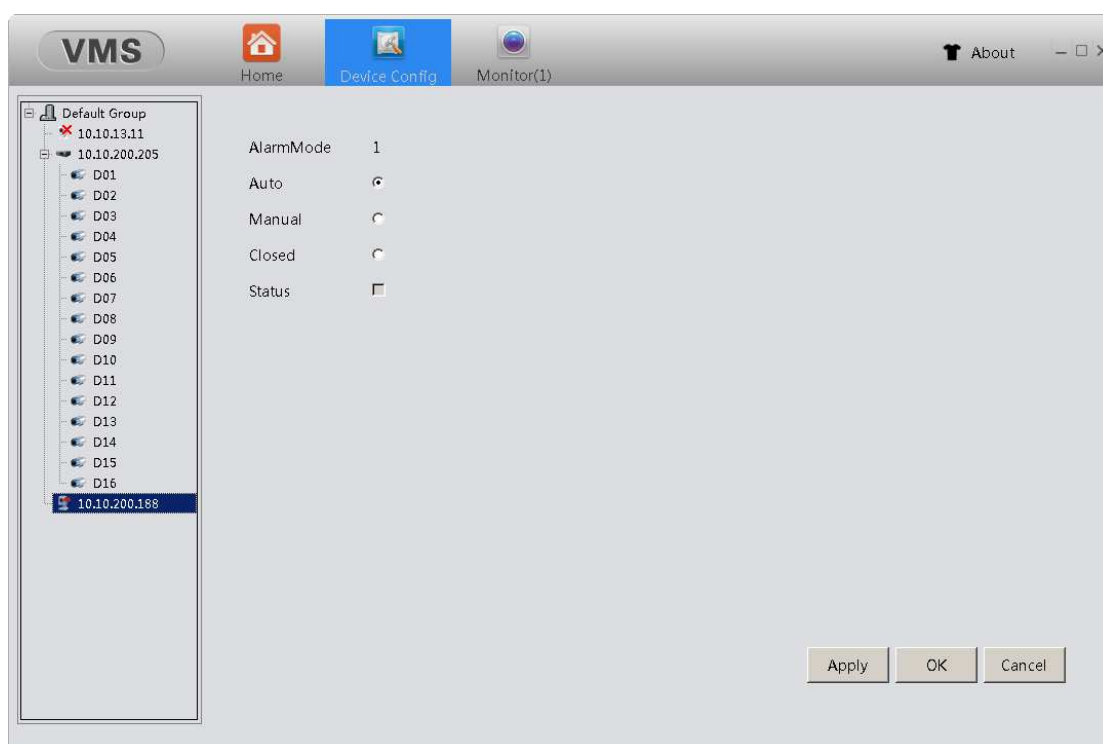 VMS
Home
Device Config
Monitor(1)
About
Default Group
10.10.13.11
10.10.200.205
D01
D02
D03
D04
D05
D06
D07
D08
D09
D10
D11
D12
D13
D14
D15
D16
10.10.200.188
AlarmMode 1
Auto
Manual
Closed
Status
Apply OK Cancel